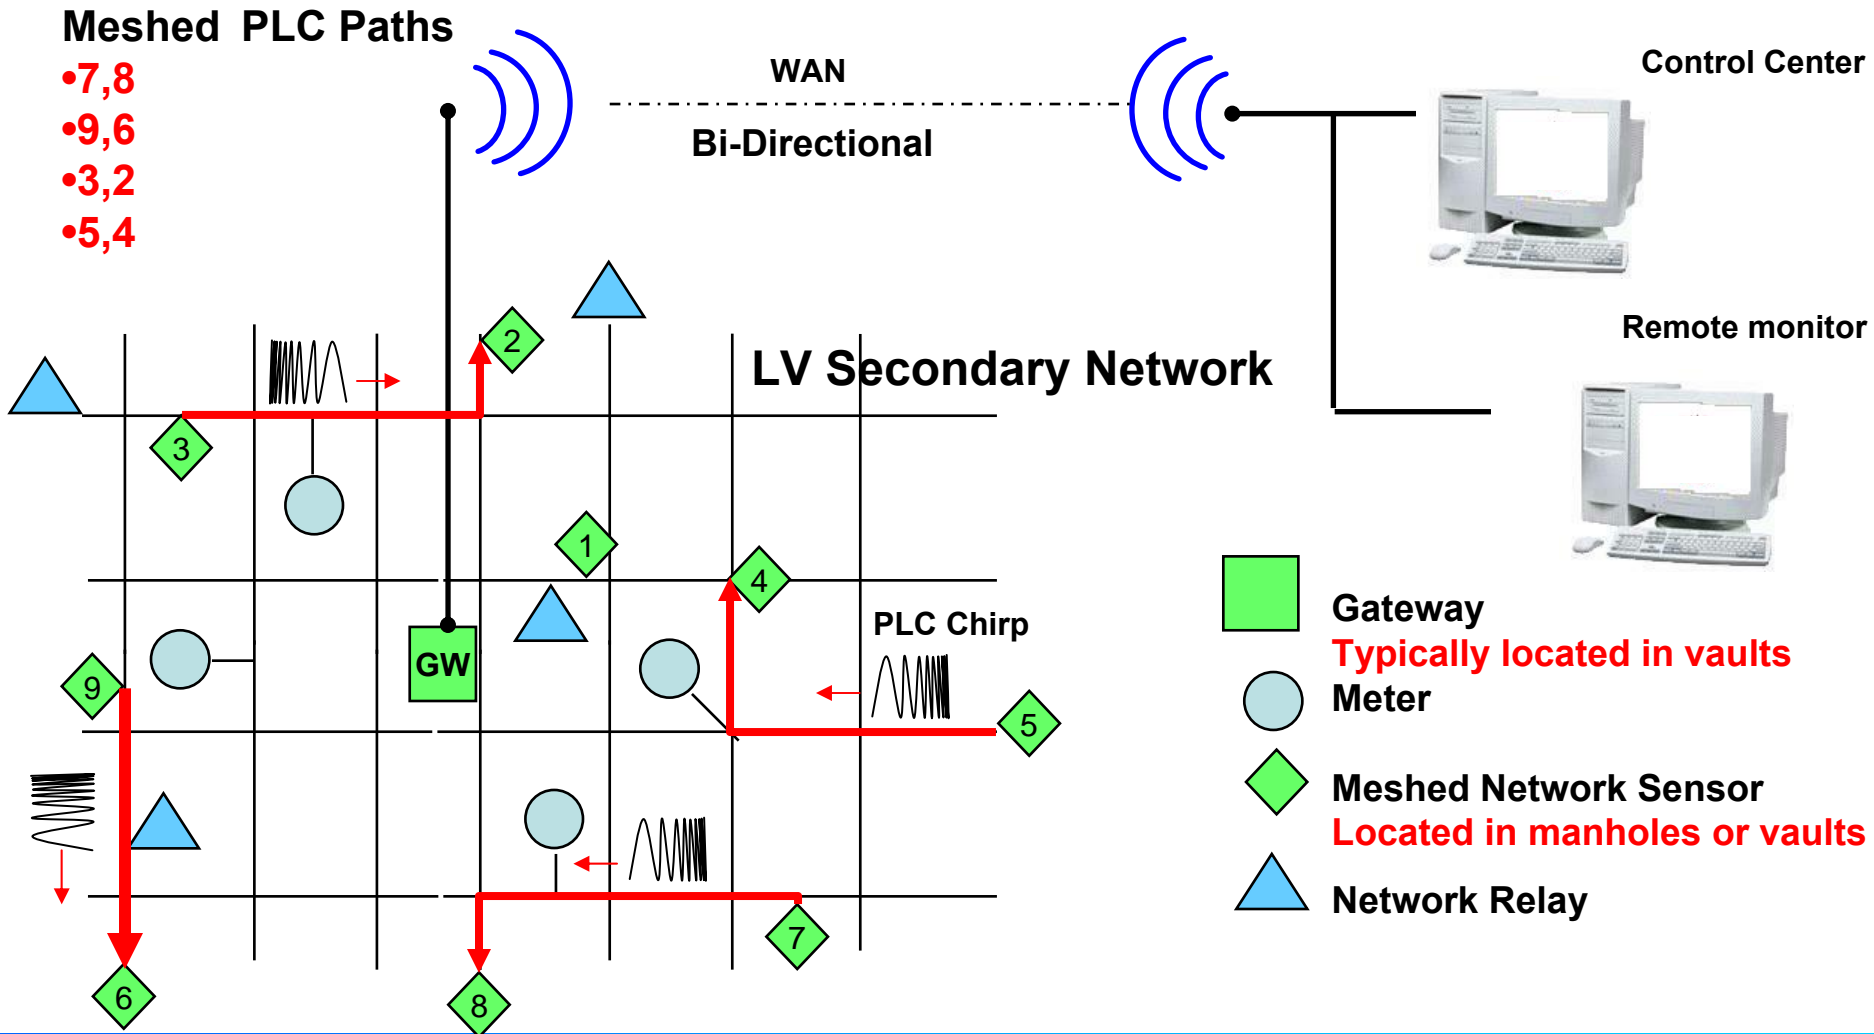 Meshed PLC Paths
•7,8
•9,6
•3,2
•5,4
WAN
Bi-Directional
Control Center
Remote monitor
LV Secondary Network
2
3
1
4
PLC Chirp
GW
9
5
7
6
8
Gateway
Typically located in vaults
Meter
Meshed Network Sensor
Located in manholes or vaults
Network Relay